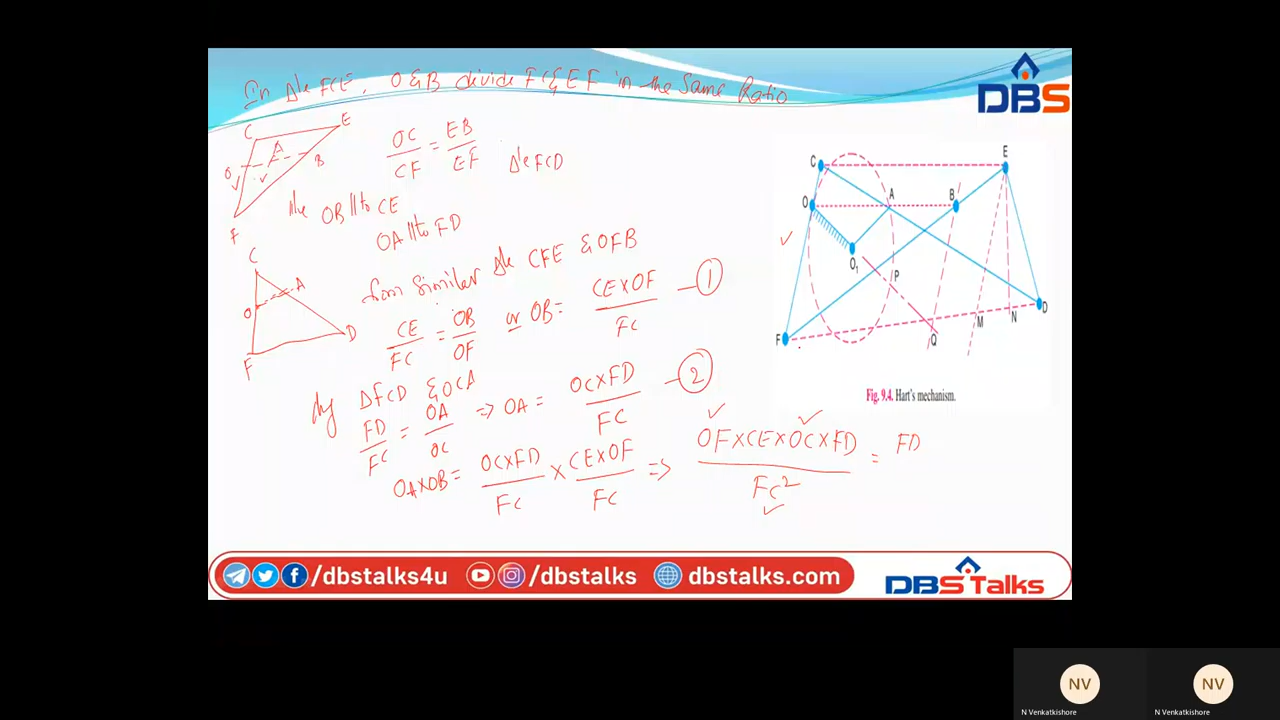 In Δle FCE, O & B divide FC & EF in the Same Ratio
DBS
C
E
O
A
B
F
OC/CF = EB/EF Δle FCD
the OB || to CE
OA || to FD
C
O
A
F
D
from similar Δle CFE & OFB
CE/FC = OB/OF or OB = CE×OF/FC —①
lly ΔFCD & OCA
FD/FC = OA/OC => OA = OC×FD/FC —②
OA×OB = OC×FD/FC × CE×OF/FC => OF×CE×OC×FD/FC² = FD
C
E
O
A
B
O1
P
F
Q
M
N
D
Fig. 9.4. Hart's mechanism.
/dbstalks4u
/dbstalks
dbstalks.com
DBS Talks
NV
NV
N Venkatkishore
N Venkatkishore